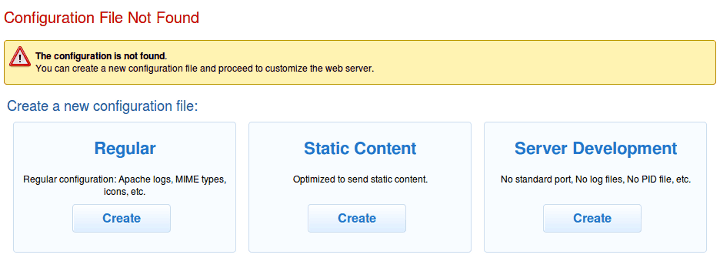 Configuration File Not Found
The configuration is not found.
You can create a new configuration file and proceed to customize the web server.
Create a new configuration file:
Regular
Regular configuration: Apache logs, MIME types,
icons, etc.
Create
Static Content
Optimized to send static content.
Create
Server Development
No standard port, No log files, No PID file, etc.
Create